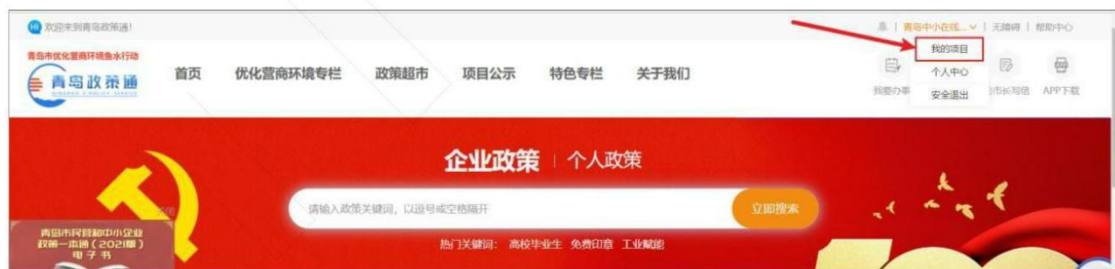 Hi 欢迎来到青岛政策通!
青岛中小在线... | 无障碍 | 帮助中心
我的项目
个人中心
安全退出
青岛市优化营商环境鱼水行动
青岛政策通
首页 优化营商环境专栏 政策超市 项目公示 特色专栏 关于我们
我要办事 市长写信 APP下载
企业政策 | 个人政策
请输入政策关键词，以逗号或空格隔开
立即搜索
热门关键词： 高校毕业生 免费印章 工业赋能
青岛市民营和中小企业
政策一本通（2021版）
电子书